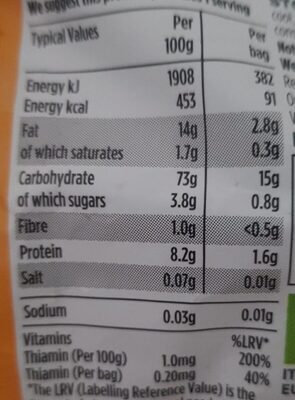 We suggest this serving
Typical Values Per 100g Per bag
Energy kJ 1908 382
Energy kcal 453 91
Fat 14g 2.8g
of which saturates 1.7g 0.3g
Carbohydrate 73g 15g
of which sugars 3.8g 0.8g
Fibre 1.0g <0.5g
Protein 8.2g 1.6g
Salt 0.07g 0.01g
Sodium 0.03g 0.01g
Vitamins %LRV*
Thiamin (Per 100g) 1.0mg 200%
Thiamin (Per bag) 0.20mg 40%
*The LRV (Labelling Reference Value) is the